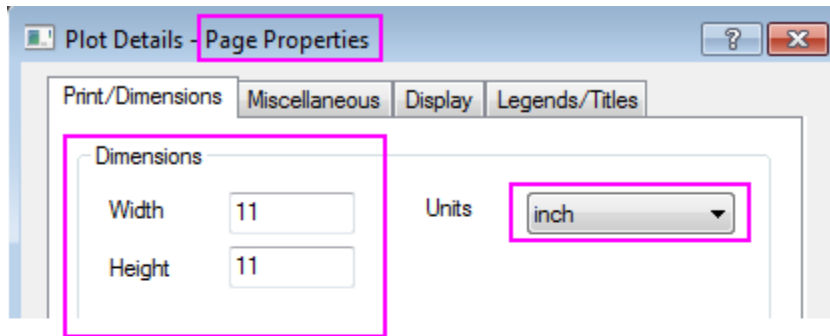 Plot Details - Page Properties
Print/Dimensions Miscellaneous Display Legends/Titles
Dimensions
Width 11 Units inch
Height 11